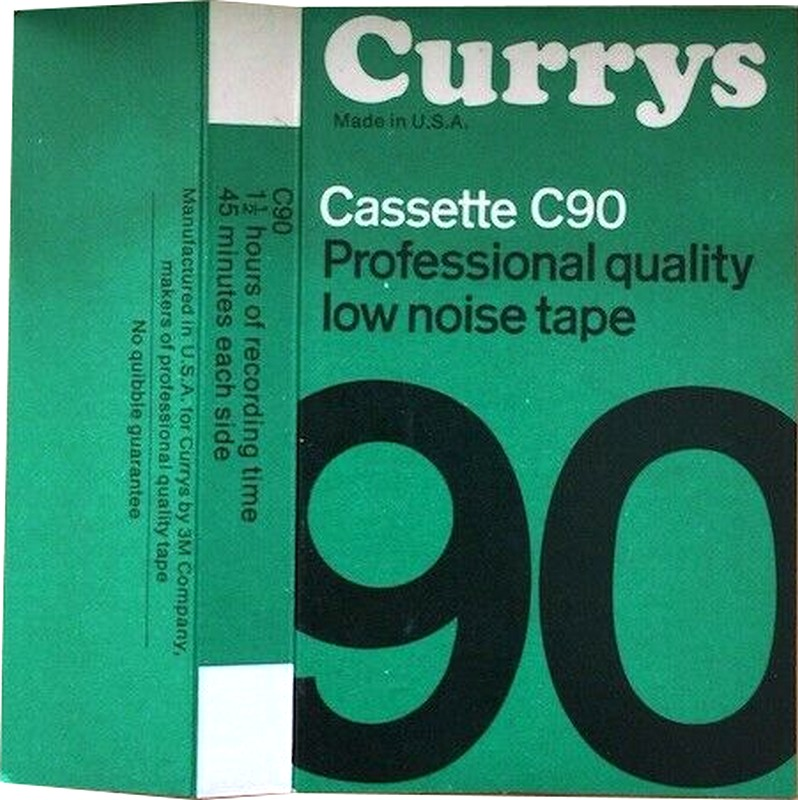 Currys
Made in U.S.A.
Cassette C90
Professional quality
low noise tape
90
C90
1½ hours of recording time
45 minutes each side
Manufactured in U.S.A. for Currys by 3M Company,
makers of professional quality tape
No quibble guarantee